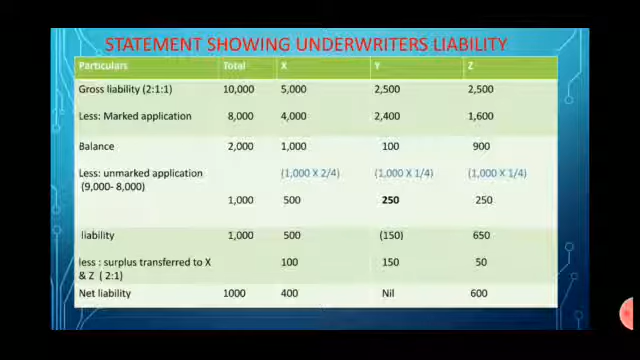 STATEMENT SHOWING UNDERWRITERS LIABILITY
Particulars Total X Y Z
Gross liability (2:1:1) 10,000 5,000 2,500 2,500
Less: Marked application 8,000 4,000 2,400 1,600
Balance 2,000 1,000 100 900
Less: unmarked application (1,000 X 2/4) (1,000 X 1/4) (1,000 X 1/4)
(9,000- 8,000)
1,000 500 250 250
liability 1,000 500 (150) 650
less : surplus transferred to X 100 150 50
& Z ( 2:1)
Net liability 1000 400 Nil 600